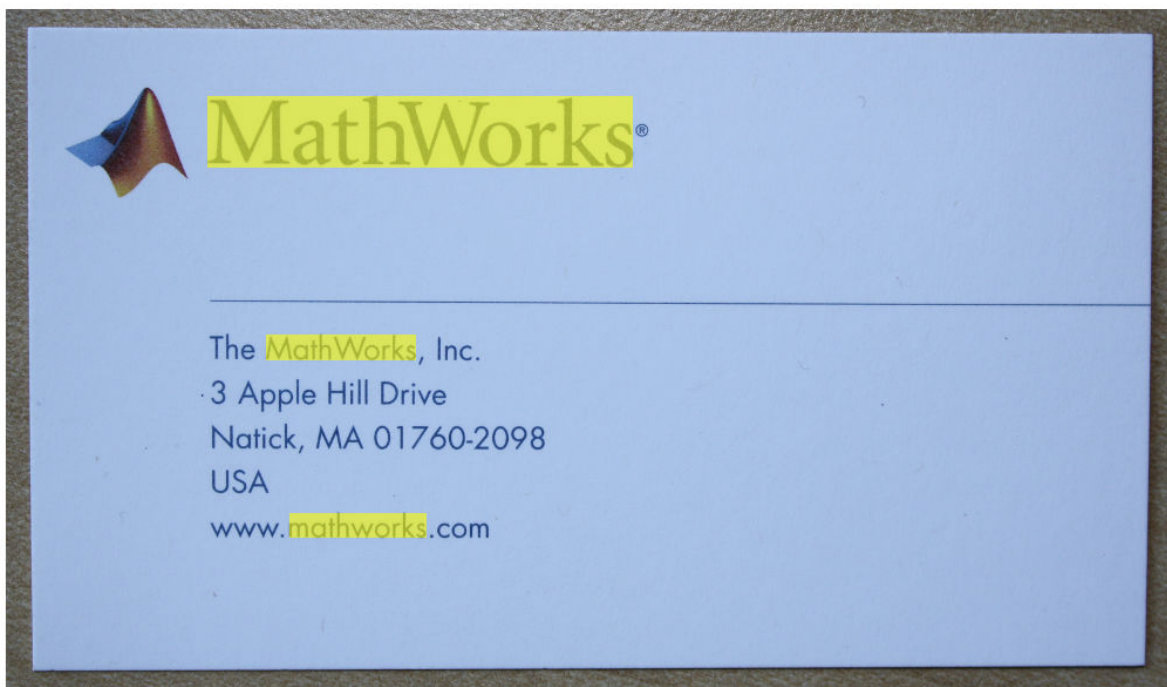 MathWorks®
The MathWorks, Inc.
3 Apple Hill Drive
Natick, MA 01760-2098
USA
www.mathworks.com